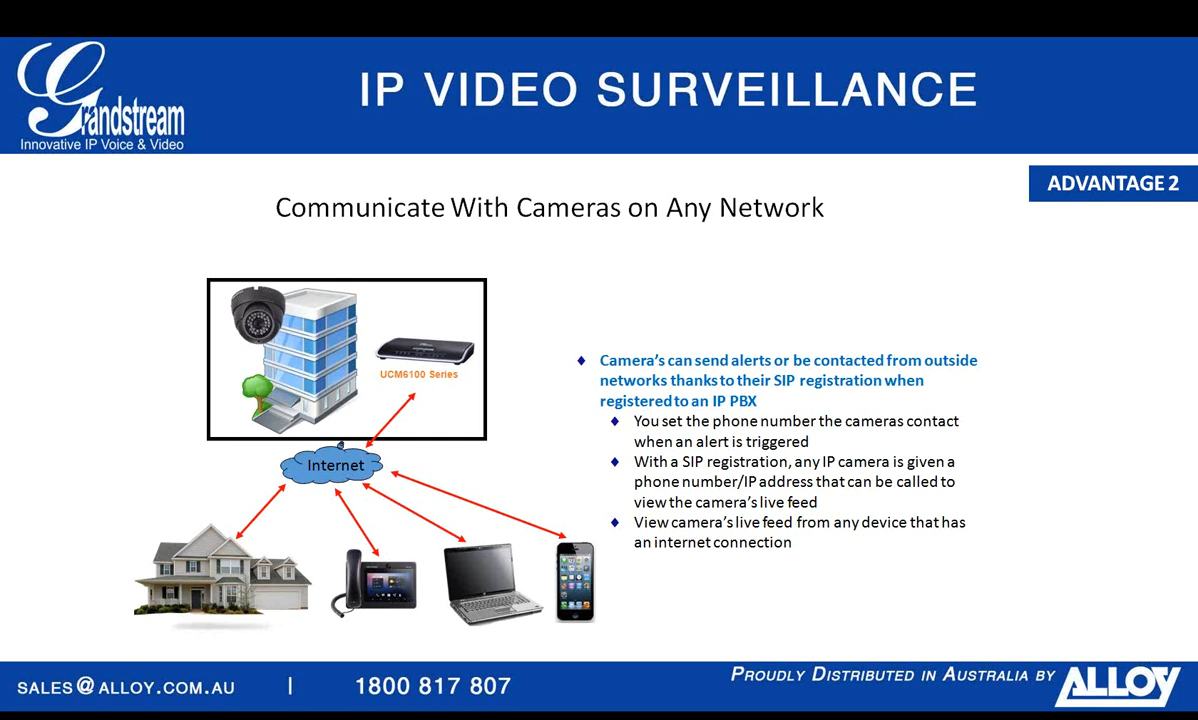 Grandstream
Innovative IP Voice & Video
IP VIDEO SURVEILLANCE
ADVANTAGE 2
Communicate With Cameras on Any Network
UCM6100 Series
Internet
♦ Camera's can send alerts or be contacted from outside
networks thanks to their SIP registration when
registered to an IP PBX
♦ You set the phone number the cameras contact
when an alert is triggered
♦ With a SIP registration, any IP camera is given a
phone number/IP address that can be called to
view the camera's live feed
♦ View camera's live feed from any device that has
an internet connection
SALES@ALLOY.COM.AU | 1800 817 807
PROUDLY DISTRIBUTED IN AUSTRALIA BY
ALLOY